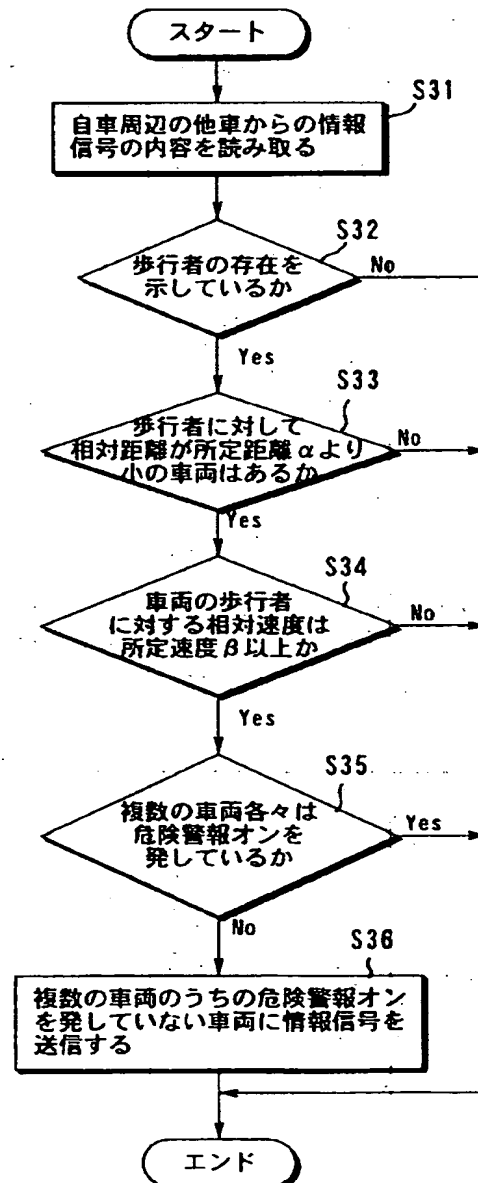 スタート
S31
自車周辺の他車からの情報
信号の内容を読み取る
S32
歩行者の存在を
示しているか
No
Yes
S33
歩行者に対して
相対距離が所定距離αより
小の車両はあるか
No
Yes
S34
車両の歩行者
に対する相対速度は
所定速度β以上か
No
Yes
S35
複数の車両各々は
危険警報オンを
発しているか
Yes
No
S36
複数の車両のうちの危険警報オン
を発していない車両に情報信号を
送信する
エンド